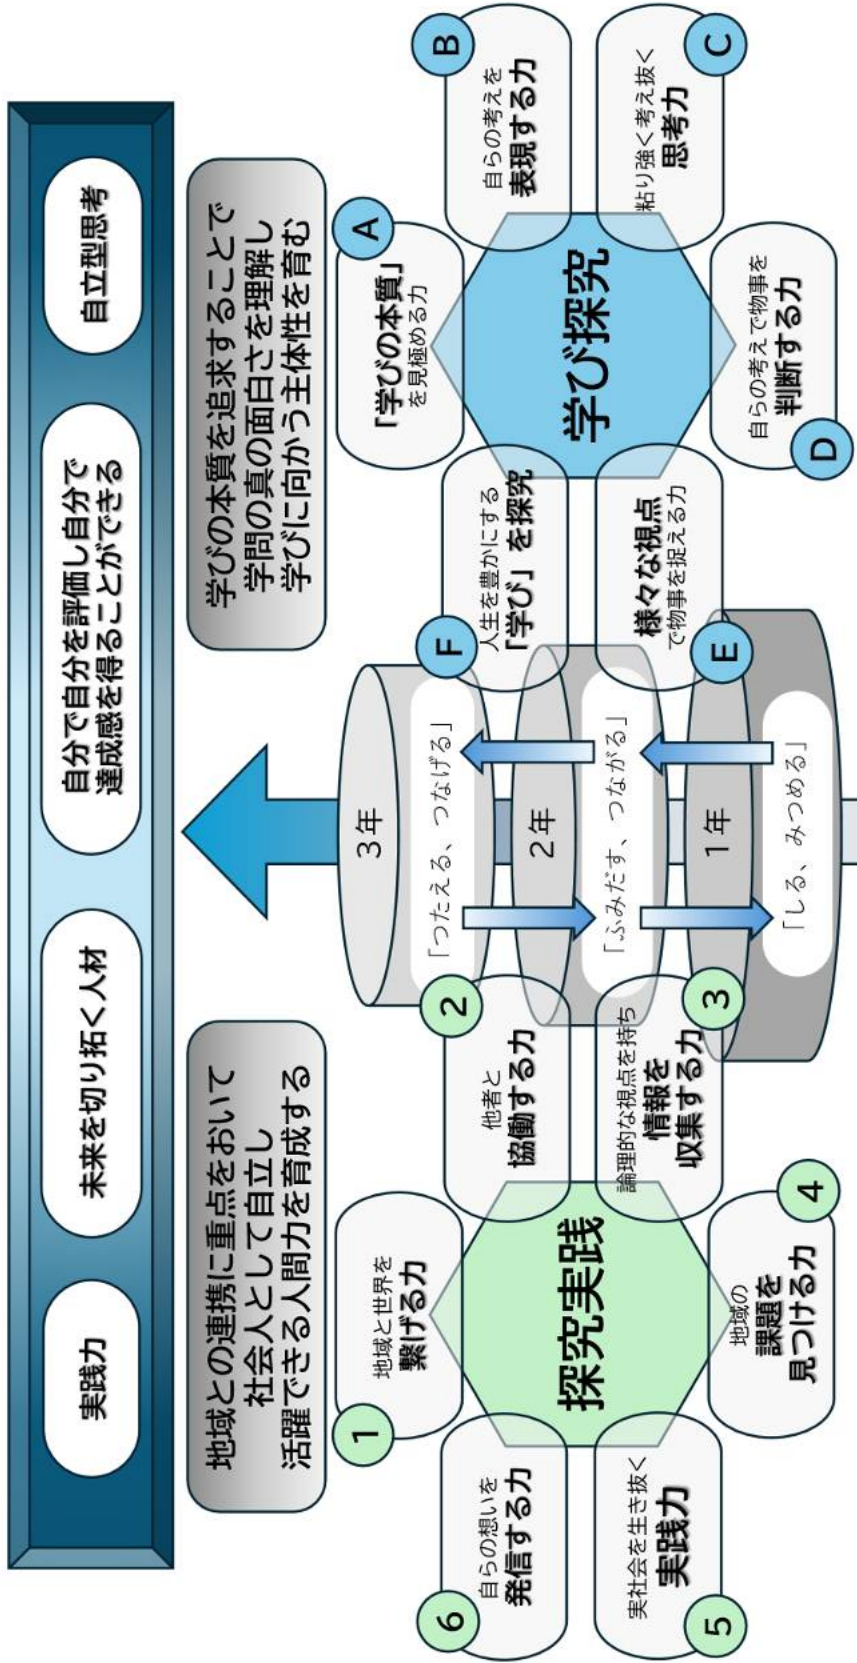 実践力
未来を切り拓く人材
自分で自分を評価し自分で
達成感を得ることができる
自立型思考
地域との連携に重点をおいて
社会人として自立し
活躍できる人間力を育成する
学びの本質を追求することで
学問の真の面白さを理解し
学びに向かう主体性を育む
探究実践
1
地域と世界を
繋げる力
2
他者と
協働する力
3
論理的な視点を持ち
情報を
収集する力
4
地域の
課題を
見つける力
5
実社会を生き抜く
実践力
6
自らの想いを
発信する力
3年
「つたえる、つなげる」
2年
「ふみだす、つながる」
1年
「しる、みつめる」
学び探究
A
「学びの本質」
を見極める力
B
自らの考えを
表現する力
C
粘り強く考え抜く
思考力
D
自らの考えで物事を
判断する力
E
様々な視点
で物事を捉える力
F
人生を豊かにする
「学び」を探究